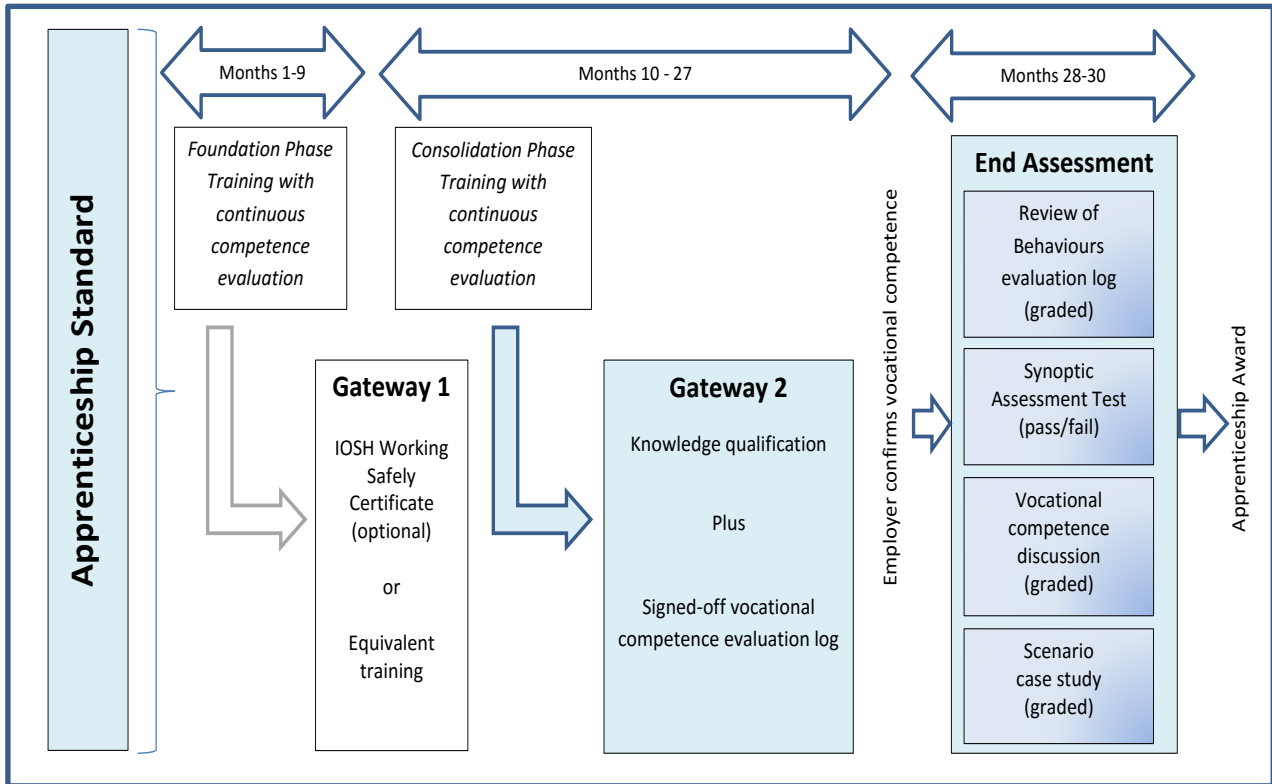 Apprenticeship Standard
Months 1-9
Foundation Phase
Training with
continuous
competence
evaluation
Gateway 1
IOSH Working
Safely
Certificate
(optional)
or
Equivalent
training
Months 10 - 27
Consolidation Phase
Training with
continuous
competence
evaluation
Gateway 2
Knowledge qualification
Plus
Signed-off vocational
competence evaluation log
Employer confirms vocational competence
Months 28-30
End Assessment
Review of
Behaviours
evaluation log
(graded)
Synoptic
Assessment Test
(pass/fail)
Vocational
competence
discussion
(graded)
Scenario
case study
(graded)
Apprenticeship Award